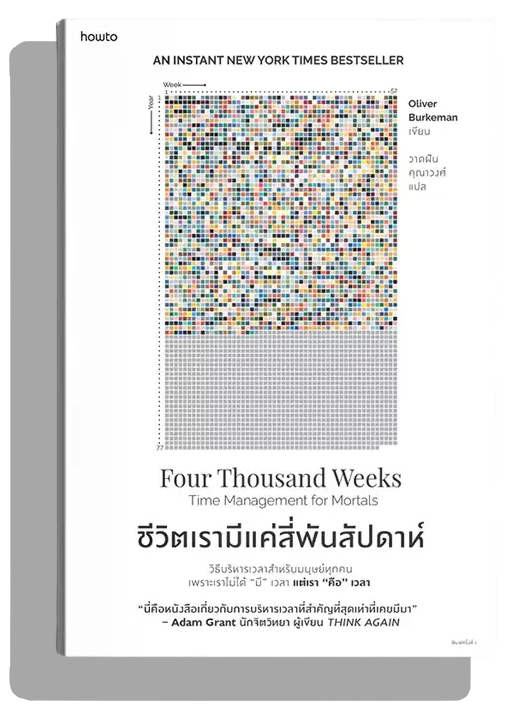 howto
AN INSTANT NEW YORK TIMES BESTSELLER
Week
1
52
Year
Oliver
Burkeman
เขียน
วาดฝัน
คุณาวงศ์
แปล
77
Four Thousand Weeks
Time Management for Mortals
ชีวิตเรามีแค่สี่พันสัปดาห์
วิธีบริหารเวลาสำหรับมนุษย์ทุกคน
เพราะเราไม่ได้ “มี” เวลา แต่เรา “คือ” เวลา
“นี่คือหนังสือเกี่ยวกับการบริหารเวลาที่สำคัญที่สุดเท่าที่เคยมีมา”
– Adam Grant นักจิตวิทยา ผู้เขียน THINK AGAIN